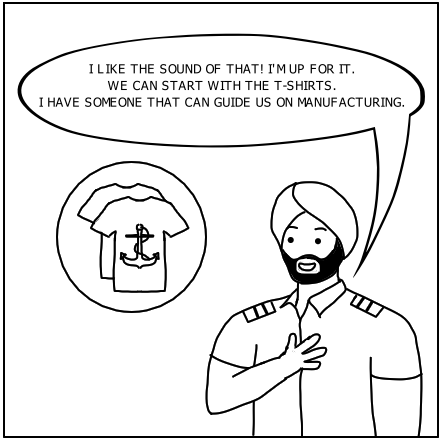 I LIKE THE SOUND OF THAT! I'M UP FOR IT.
WE CAN START WITH THE T-SHIRTS.
I HAVE SOMEONE THAT CAN GUIDE US ON MANUFACTURING.